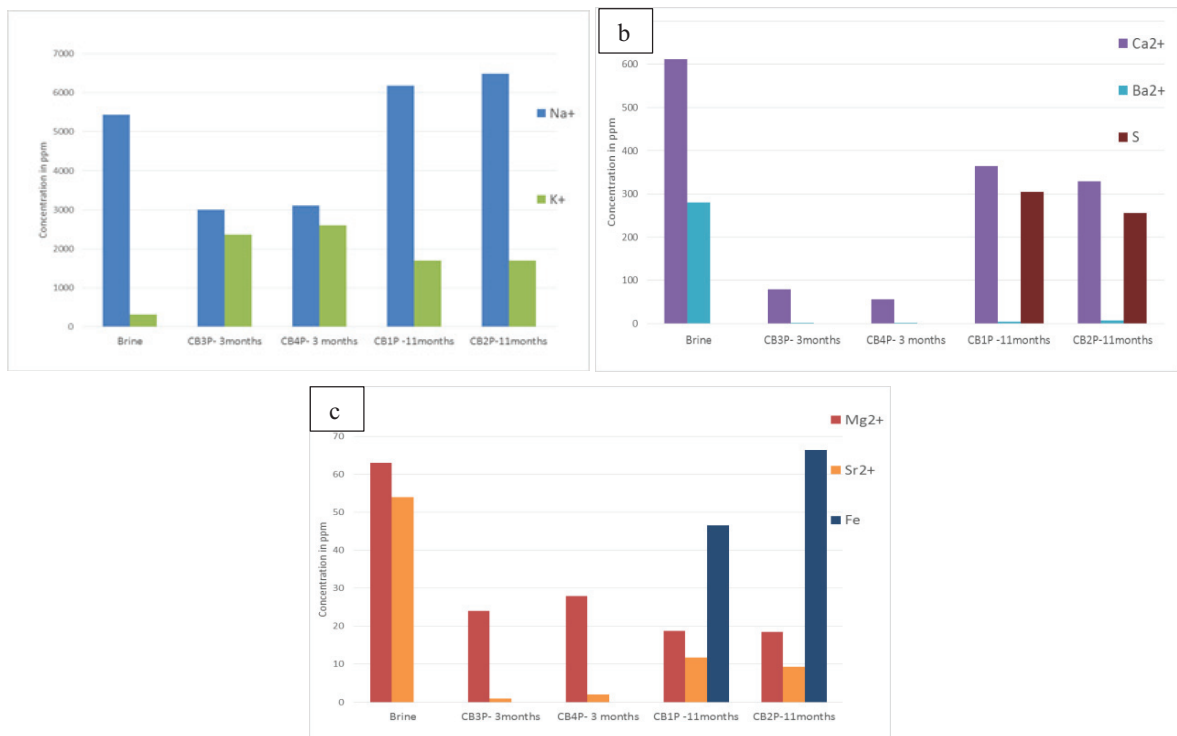 7000
6000
5000
4000
3000
2000
1000
0
Concentration in ppm
Brine
CB3P- 3months
CB4P- 3 months
CB1P -11months
CB2P-11months
Na+
K+
b
600
500
400
300
200
100
0
Concentration in ppm
Brine
CB3P- 3months
CB4P- 3 months
CB1P -11months
CB2P-11months
Ca2+
Ba2+
S
c
70
60
50
40
30
20
10
0
Concentration in ppm
Brine
CB3P- 3months
CB4P- 3 months
CB1P -11months
CB2P-11months
Mg2+
Sr2+
Fe